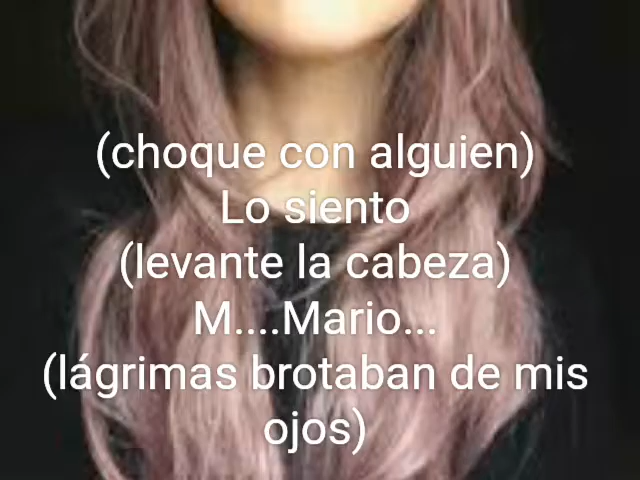 (choque con alguien)
Lo siento
(levante la cabeza)
M....Mario...
(lágrimas brotaban de mis
ojos)